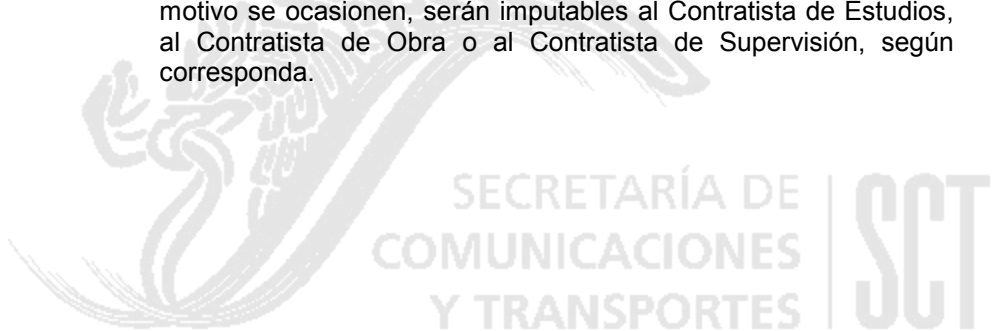 motivo se ocasionen, serán imputables al Contratista de Estudios,
al Contratista de Obra o al Contratista de Supervisión, según
corresponda.
SECRETARÍA DE
COMUNICACIONES
Y TRANSPORTES
SCT